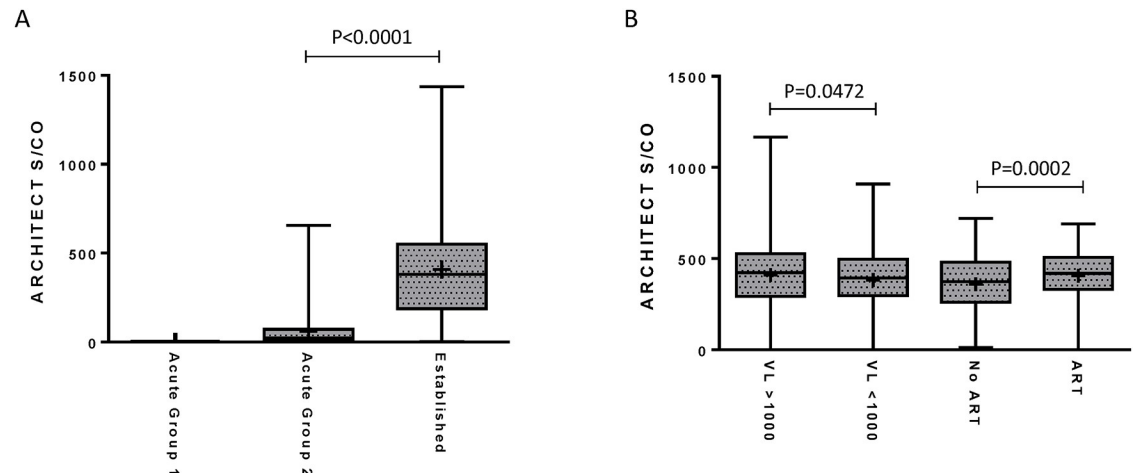 A
P<0.0001
ARCHITECT S/CO
1500
1000
500
0
Acute Group 1
Acute Group 2
Established
B
P=0.0472
P=0.0002
ARCHITECT S/CO
1500
1000
500
0
VL >1000
VL <1000
No ART
ART